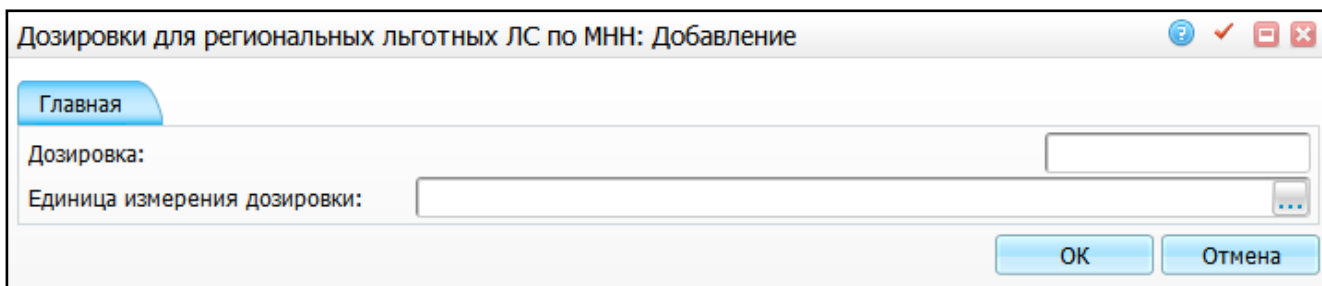 Дозировки для региональных льготных ЛС по МНН: Добавление
Главная
Дозировка:
Единица измерения дозировки:
...
ОК Отмена